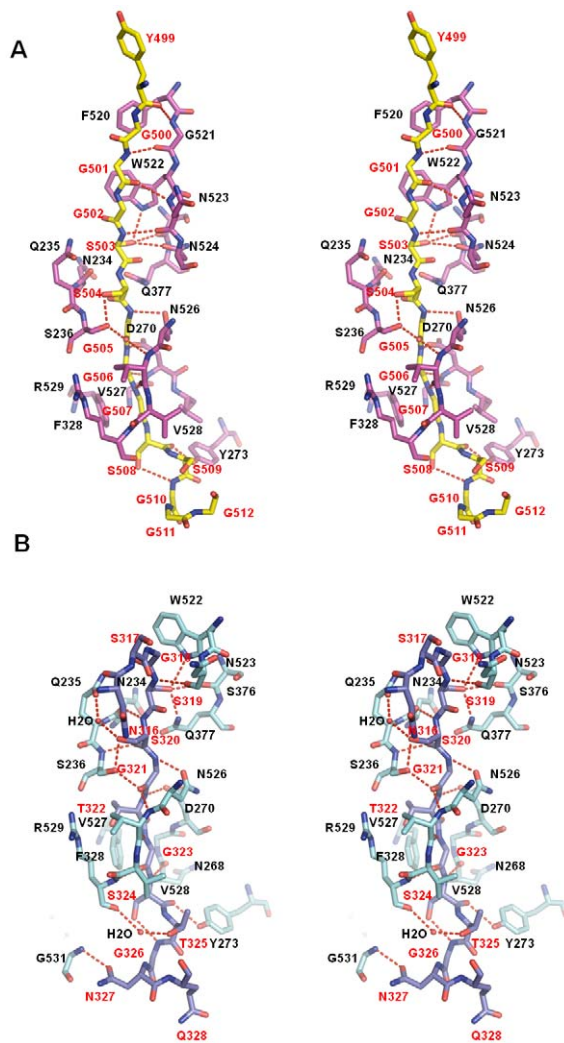 Y499 Y499
A
F520 F520
G500 G521 G500 G521
G501 W522 G501 W522
N523 N523
G502 G502
Q235 S503 N524 Q235 S503 N524
N234 N234
S504 Q377 S504 Q377
N526 N526
S236 D270 S236 D270
G505 G505
R529 G506 R529 G506
V527 V527
F328 G507 V528 F328 G507 V528
Y273 Y273
S508 S509 S508 S509
G510 G512 G510 G512
G511 G511
B
W522 W522
S317 S317
G318 N523 G318 N523
Q235 N234 S376 Q235 N234 S376
S319 S319
H2O N316 H2O N316
S320 Q377 S320 Q377
S236 G321 N526 S236 G321 N526
T322 D270 T322 D270
R529 V527 R529 V527
F328 G323 F328 G323
N268 N268
S324 V528 S324 V528
H2O T325 Y273 H2O T325 Y273
G531 G326 G531 G326
N327 N327
Q328 Q328